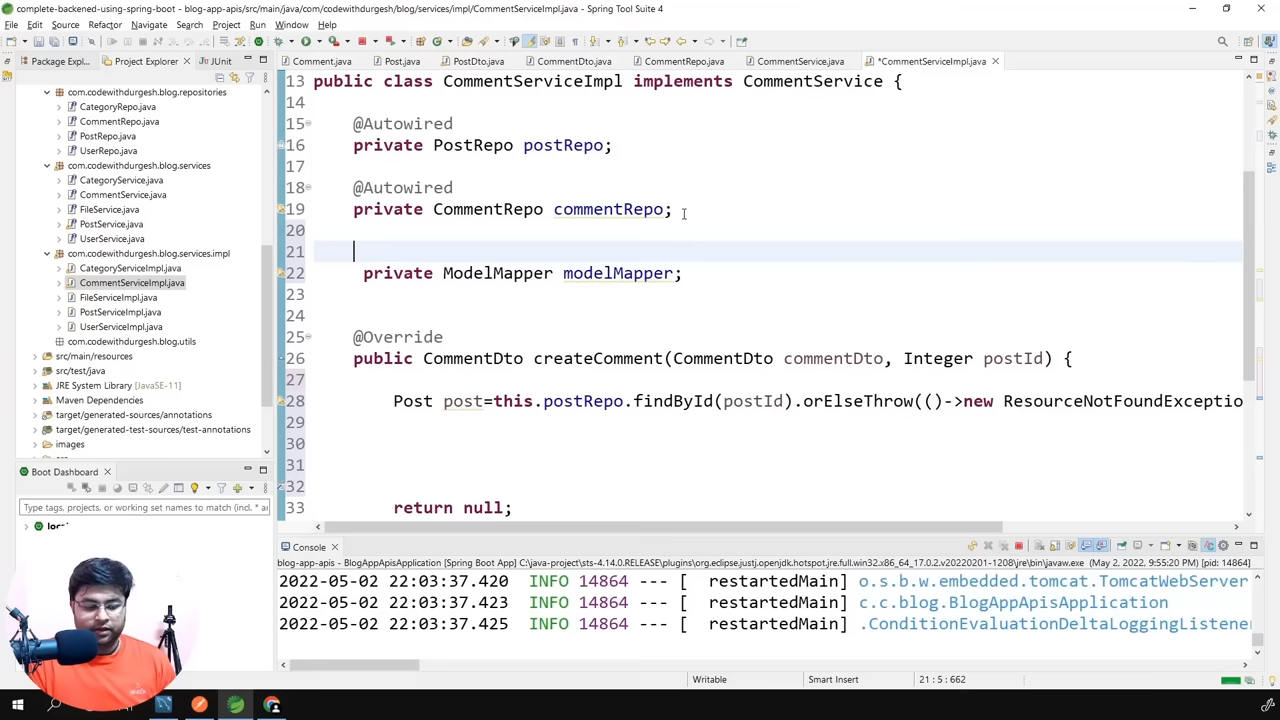 complete-backened-using-spring-boot - blog-app-apis/src/main/java/com/codewithdurgesh/blog/services/impl/CommentServiceImpl.java - Spring Tool Suite 4
File Edit Source Refactor Navigate Search Project Run Window Help
Package Expl... Project Explorer JUnit
Comment.java Post.java PostDto.java CommentDto.java CommentRepo.java CommentService.java *CommentServiceImpl.java
com.codewithdurgesh.blog.repositories
CategoryRepo.java
CommentRepo.java
PostRepo.java
UserRepo.java
com.codewithdurgesh.blog.services
CategoryService.java
CommentService.java
FileService.java
PostService.java
UserService.java
com.codewithdurgesh.blog.services.impl
CategoryServiceImpl.java
CommentServiceImpl.java
FileServiceImpl.java
PostServiceImpl.java
UserServiceImpl.java
com.codewithdurgesh.blog.utils
src/main/resources
src/test/java
JRE System Library [JavaSE-11]
Maven Dependencies
target/generated-sources/annotations
target/generated-test-sources/test-annotations
images
13 public class CommentServiceImpl implements CommentService {
14
15 @Autowired
16 private PostRepo postRepo;
17
18 @Autowired
19 private CommentRepo commentRepo;
20
21
22 private ModelMapper modelMapper;
23
24
25 @Override
26 public CommentDto createComment(CommentDto commentDto, Integer postId) {
27
28 Post post=this.postRepo.findById(postId).orElseThrow(()->new ResourceNotFoundExceptio
29
30
31
32
33 return null;
Boot Dashboard
Type tags, projects, or working set names to match (incl. * ar
Console
blog-app-apis - BlogAppApisApplication [Spring Boot App] C:\java-project\sts-4.14.0.RELEASE\plugins\org.eclipse.justj.openjdk.hotspot.jre.full.win32.x86_64_17.0.2.v20220201-1208\jre\bin\javaw.exe (May 2, 2022, 9:55:20 PM) [pid: 14864]
2022-05-02 22:03:37.420 INFO 14864 --- [ restartedMain] o.s.b.w.embedded.tomcat.TomcatWebServer
2022-05-02 22:03:37.423 INFO 14864 --- [ restartedMain] c.c.blog.BlogAppApisApplication
2022-05-02 22:03:37.425 INFO 14864 --- [ restartedMain] .ConditionEvaluationDeltaLoggingListene
Writable Smart Insert 21 : 5 : 662